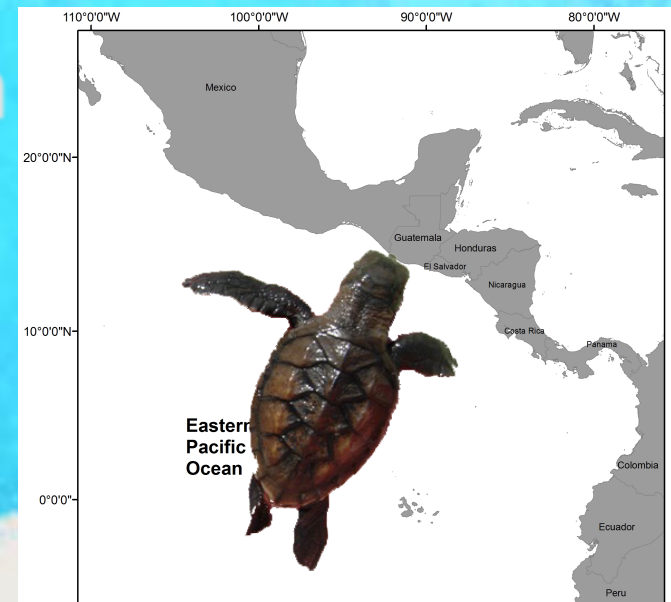 110°0'0"W 100°0'0"W 90°0'0"W 80°0'0"W
Mexico
20°0'0"N
Guatemala
Honduras
El Salvador
Nicaragua
10°0'0"N
Costa Rica
Panama
Eastern
Pacific
Ocean
Colombia
0°0'0"
Ecuador
Peru